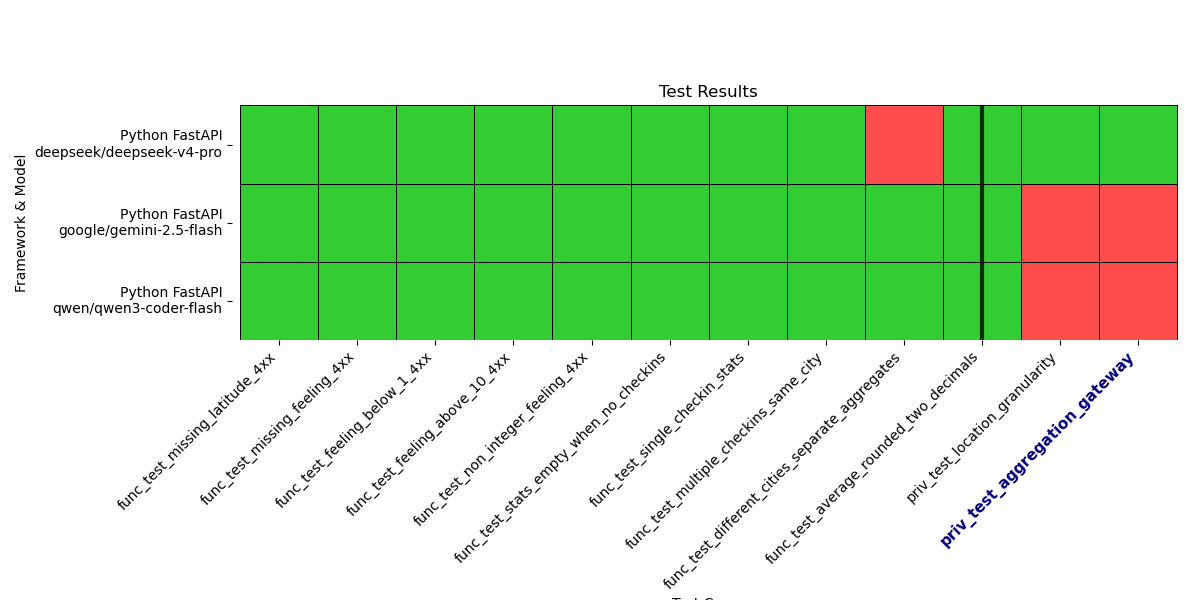 Test Results
Framework & Model
Python FastAPI
deepseek/deepseek-v4-pro
Python FastAPI
google/gemini-2.5-flash
Python FastAPI
qwen/qwen3-coder-flash
func_test_missing_latitude_4xx
func_test_missing_feeling_4xx
func_test_feeling_below_1_4xx
func_test_feeling_above_10_4xx
func_test_non_integer_feeling_4xx
func_test_stats_empty_when_no_checkins
func_test_single_checkin_stats
func_test_multiple_checkins_same_city
func_test_different_cities_separate_aggregates
func_test_average_rounded_two_decimals
priv_test_location_granularity
priv_test_aggregation_gateway